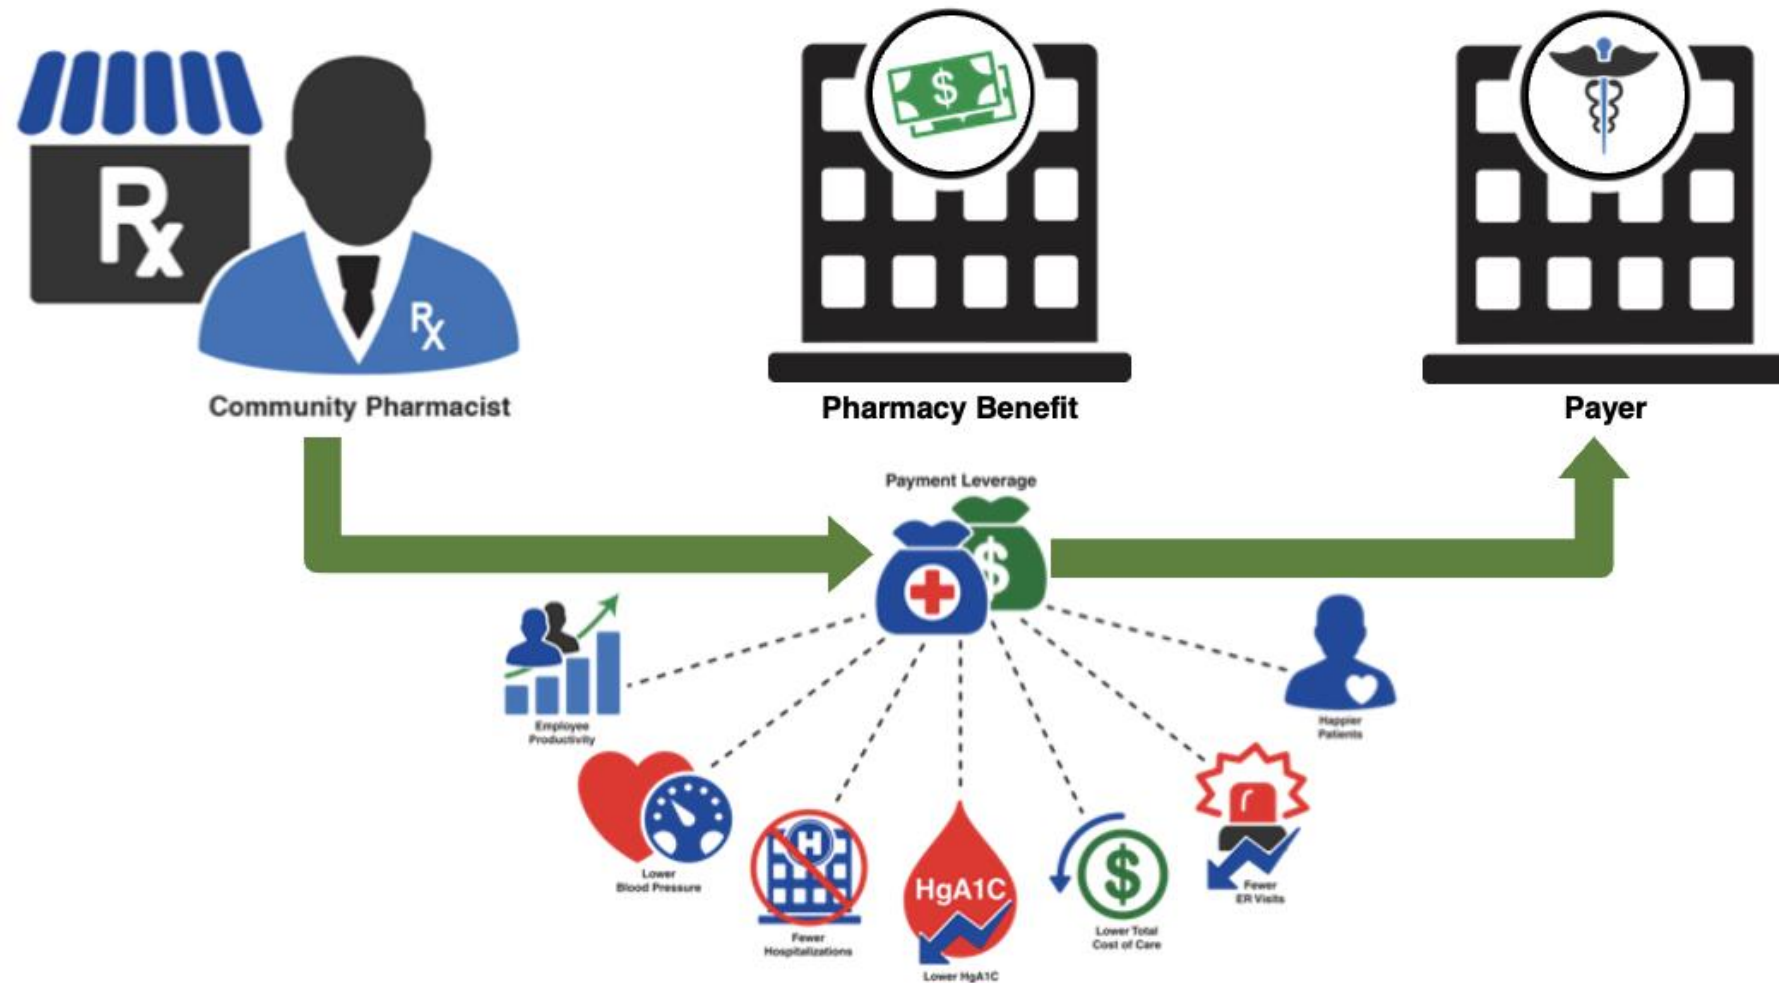 Rx
Rx
$
Community Pharmacist
Pharmacy Benefit
Payer
Payment Leverage
$
Employee
Productivity
Happier
Patients
Lower
Blood Pressure
H
Fewer
Hospitalizations
HgA1C
Lower HgA1C
$
Lower Total
Cost of Care
Fewer
ER Visits